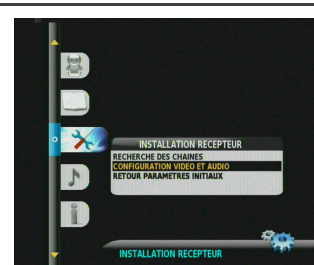 INSTALLATION RECEPTEUR
RECHERCHE DES CHAINES
CONFIGURATION VIDEO ET AUDIO
RETOUR PARAMETRES INITIAUX
INSTALLATION RECEPTEUR